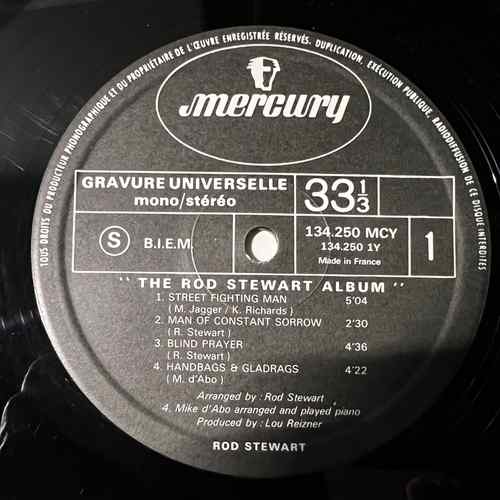 TOUS DROITS DU PRODUCTEUR PHONOGRAPHIQUE ET DU PROPRIÉTAIRE DE L'ŒUVRE ENREGISTRÉE RÉSERVÉS. DUPLICATION, EXÉCUTION PUBLIQUE, RADIODIFFUSION DE CE DISQUE INTERDITES
mercury
GRAVURE UNIVERSELLE
mono/stéréo
33 1/3
S
B.I.E.M.
134.250 MCY
134.250 1Y
Made in France
1
" THE ROD STEWART ALBUM "
1. STREET FIGHTING MAN 5'04
( M. Jagger / K. Richards )
2. MAN OF CONSTANT SORROW 2'30
( R. Stewart )
3. BLIND PRAYER 4'36
( R. Stewart )
4. HANDBAGS & GLADRAGS 4'22
( M. d'Abo )
Arranged by : Rod Stewart
4. Mike d'Abo arranged and played piano
Produced by : Lou Reizner
ROD STEWART